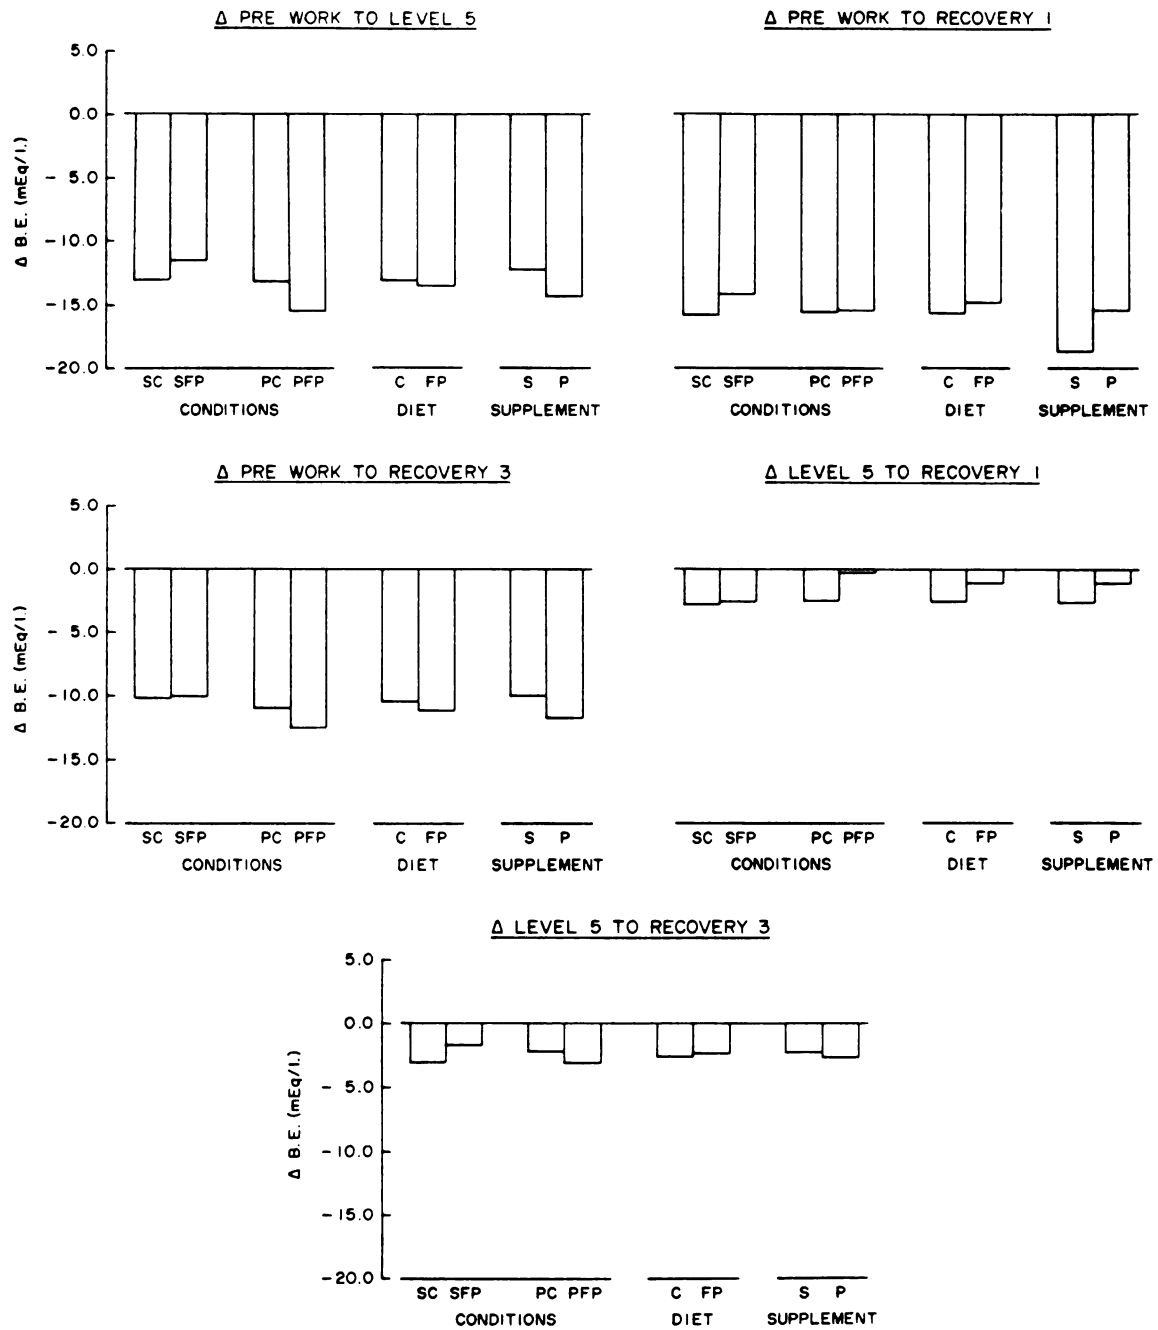 Δ PRE WORK TO LEVEL 5
Δ PRE WORK TO RECOVERY 1
5.0
0.0
- 5.0
-10.0
-15.0
-20.0
Δ B.E. (mEq/l.)
SC SFP PC PFP C FP S P
CONDITIONS DIET SUPPLEMENT
SC SFP PC PFP C FP S P
CONDITIONS DIET SUPPLEMENT
Δ PRE WORK TO RECOVERY 3
Δ LEVEL 5 TO RECOVERY 1
5.0
0.0
- 5.0
-10.0
-15.0
-20.0
Δ B.E. (mEq/l.)
SC SFP PC PFP C FP S P
CONDITIONS DIET SUPPLEMENT
SC SFP PC PFP C FP S P
CONDITIONS DIET SUPPLEMENT
Δ LEVEL 5 TO RECOVERY 3
5.0
0.0
- 5.0
-10.0
-15.0
-20.0
Δ B.E. (mEq/l.)
SC SFP PC PFP C FP S P
CONDITIONS DIET SUPPLEMENT